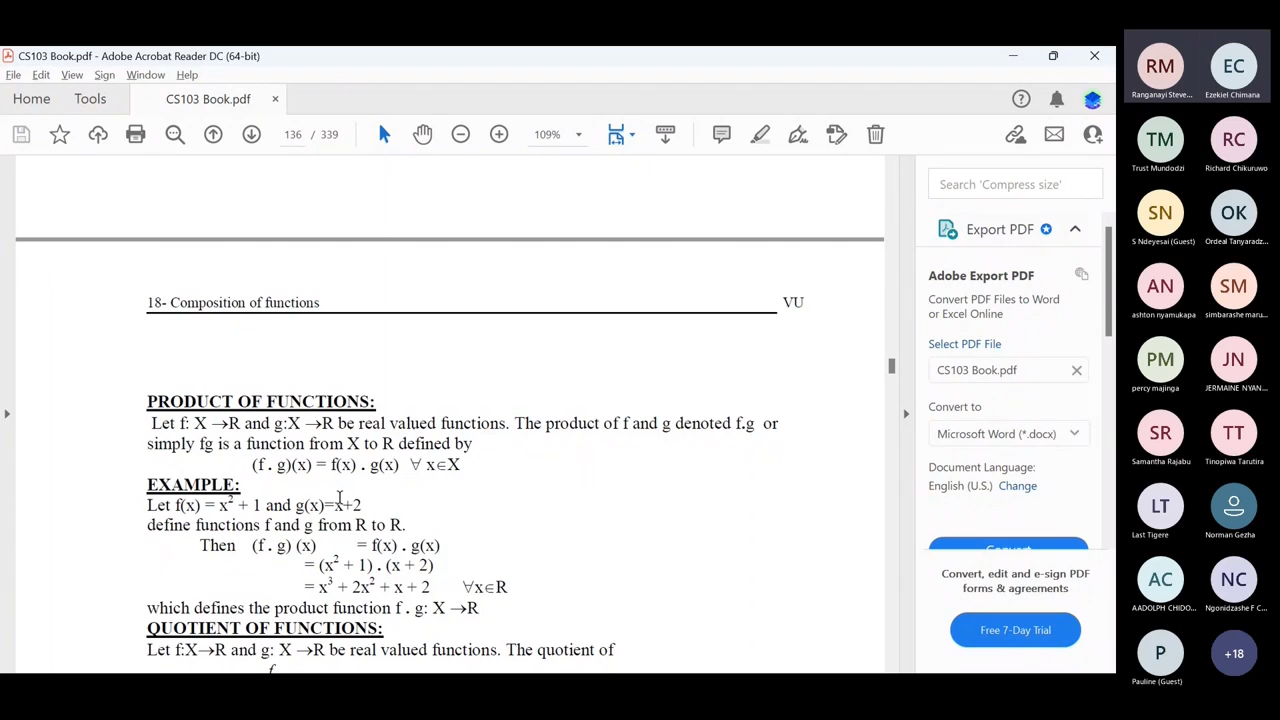 CS103 Book.pdf - Adobe Acrobat Reader DC (64-bit)
File Edit View Sign Window Help
Home Tools CS103 Book.pdf ×
136 / 339 109%
18- Composition of functions VU
PRODUCT OF FUNCTIONS:
Let f: X →R and g:X →R be real valued functions. The product of f and g denoted f.g or
simply fg is a function from X to R defined by
(f . g)(x) = f(x) . g(x) ∀ x∈X
EXAMPLE:
Let f(x) = x² + 1 and g(x)=x+2
define functions f and g from R to R.
Then (f . g) (x) = f(x) . g(x)
= (x² + 1) . (x + 2)
= x³ + 2x² + x + 2 ∀x∈R
which defines the product function f . g: X →R
QUOTIENT OF FUNCTIONS:
Let f:X→R and g: X →R be real valued functions. The quotient of
f
Search 'Compress size'
Export PDF
Adobe Export PDF
Convert PDF Files to Word
or Excel Online
Select PDF File
CS103 Book.pdf
Convert to
Microsoft Word (*.docx)
Document Language:
English (U.S.) Change
Convert
Convert, edit and e-sign PDF
forms & agreements
Free 7-Day Trial
RM EC
Ranganayi Steve... Ezekiel Chimana
TM RC
Trust Mundodzi Richard Chikuruwo
SN OK
S Ndeyesai (Guest) Ordeal Tanyaradz...
AN SM
ashton nyamukapa simbarashe maru...
PM JN
percy majinga JERMAINE NYAN...
SR TT
Samantha Rajabu Tinopiwa Tarutira
LT
Last Tigere Norman Gezha
AC NC
AADOLPH CHIDO... Ngonidzashe F C...
P +18
Pauline (Guest)